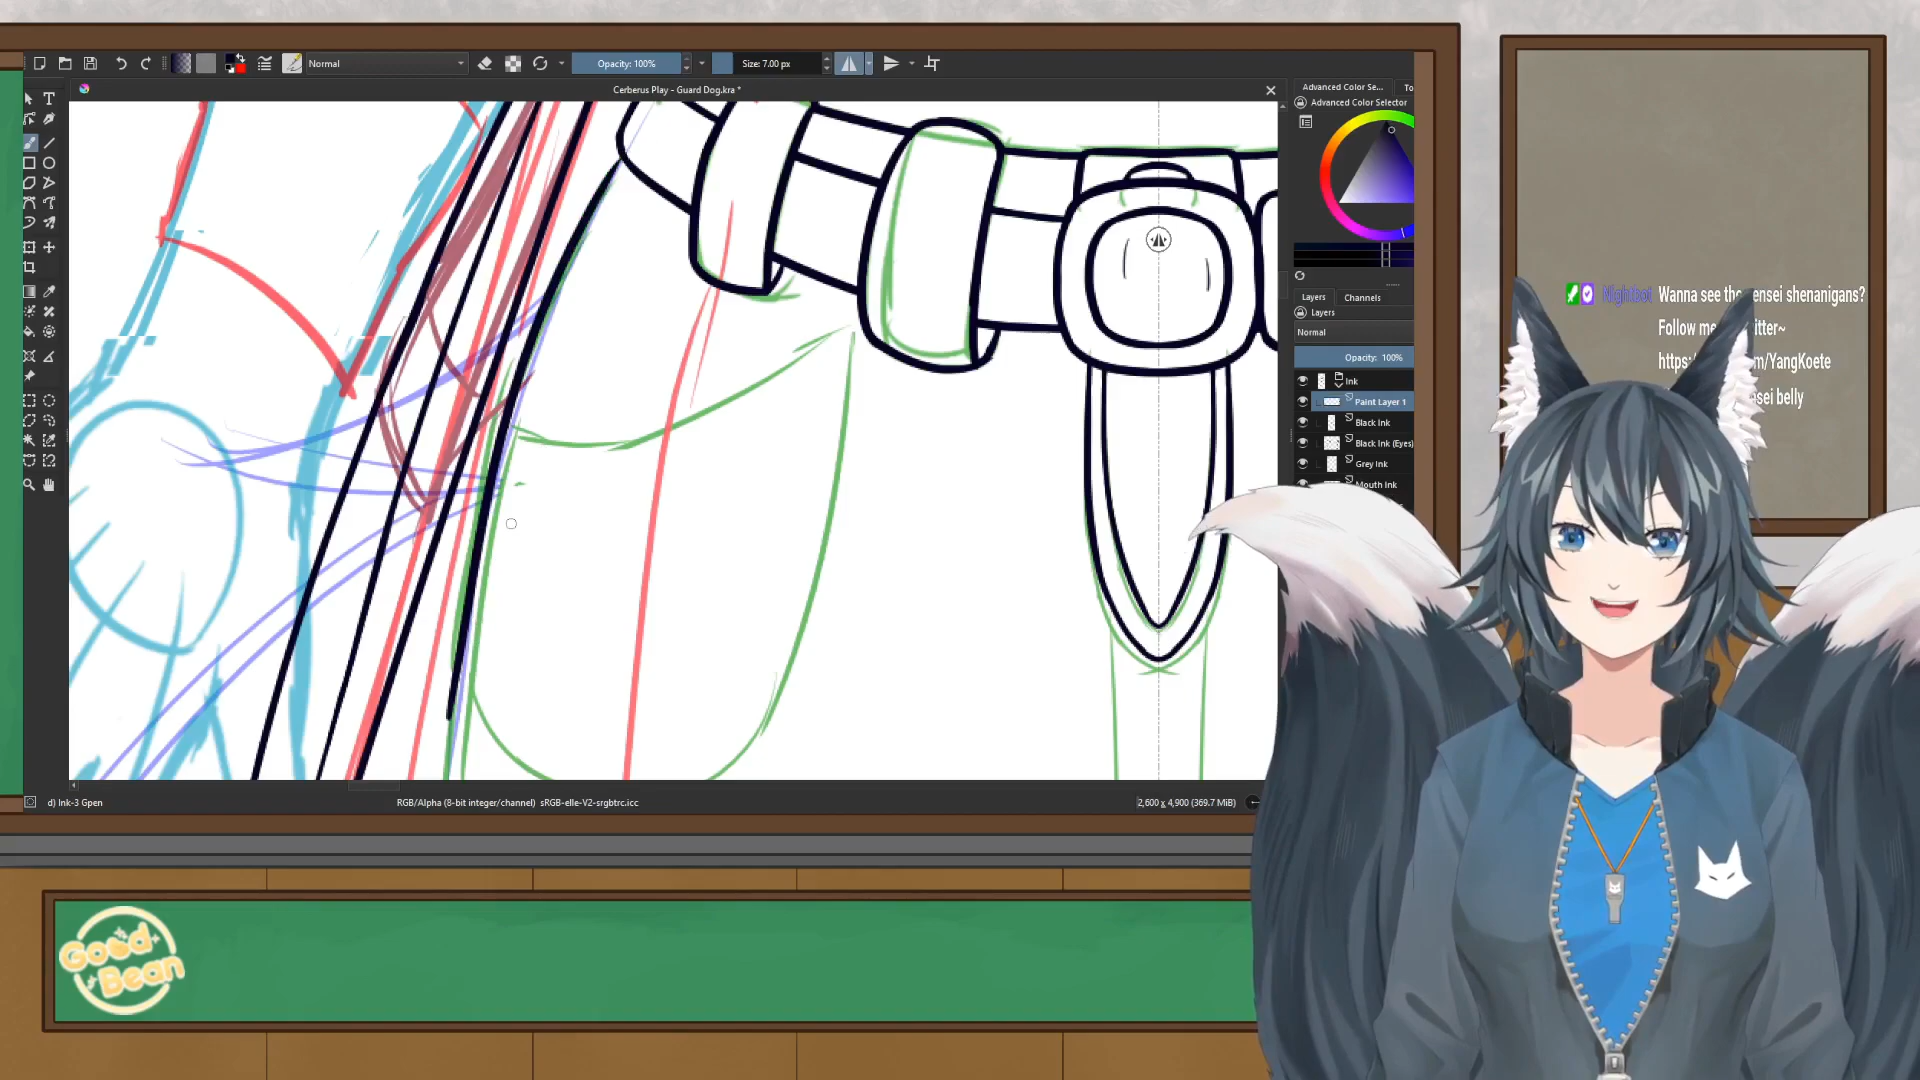 Normal
Opacity: 100%
Size: 7.00 px
Cerberus Play - Guard Dog.kra *
Advanced Color Se...
To
Advanced Color Selector
Layers
Channels
Layers
Normal
Opacity: 100%
Ink
Paint Layer 1
Black Ink
Black Ink (Eyes)
Grey Ink
Mouth Ink
d) Ink-3 Gpen
RGB/Alpha (8-bit integer/channel) sRGB-elle-V2-srgbtrc.icc
2,600 x 4,900 (369.7 MiB)
Nightbot Wanna see the sensei shenanigans?
Follow me itter~
https: m/YangKoete
sei belly
Good
Bean